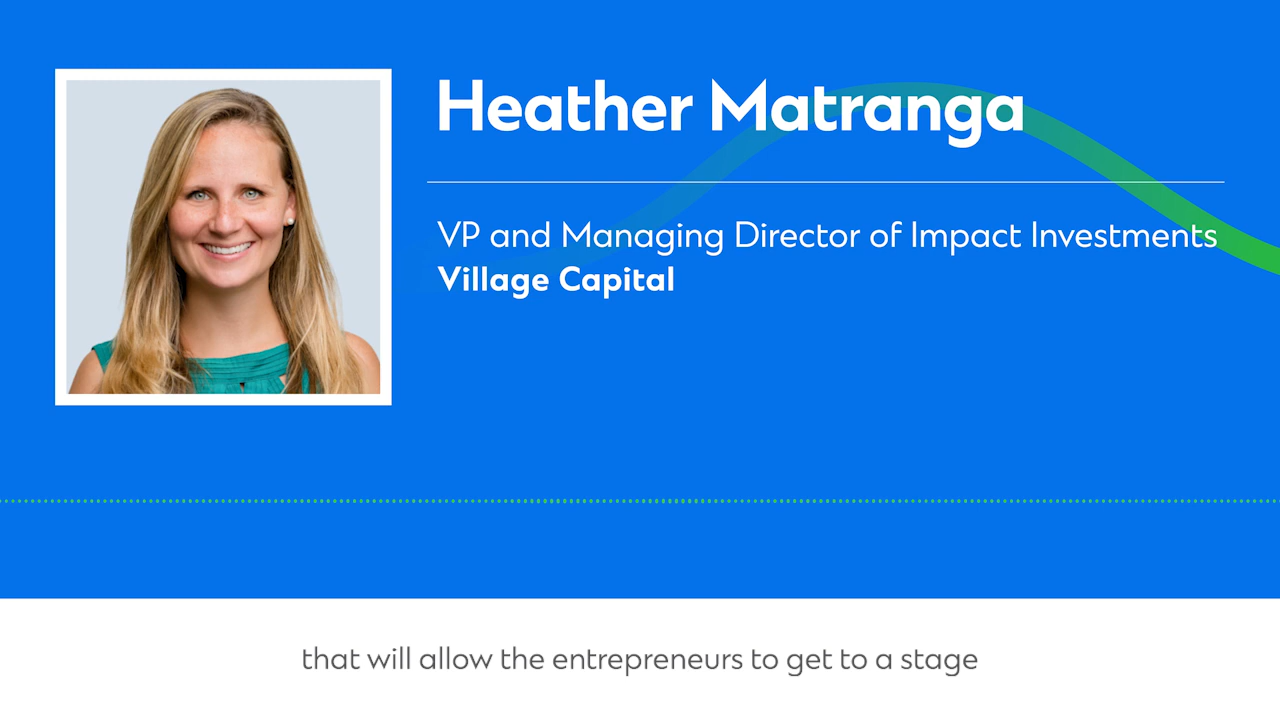 Heather Matranga
VP and Managing Director of Impact Investments
Village Capital
that will allow the entrepreneurs to get to a stage